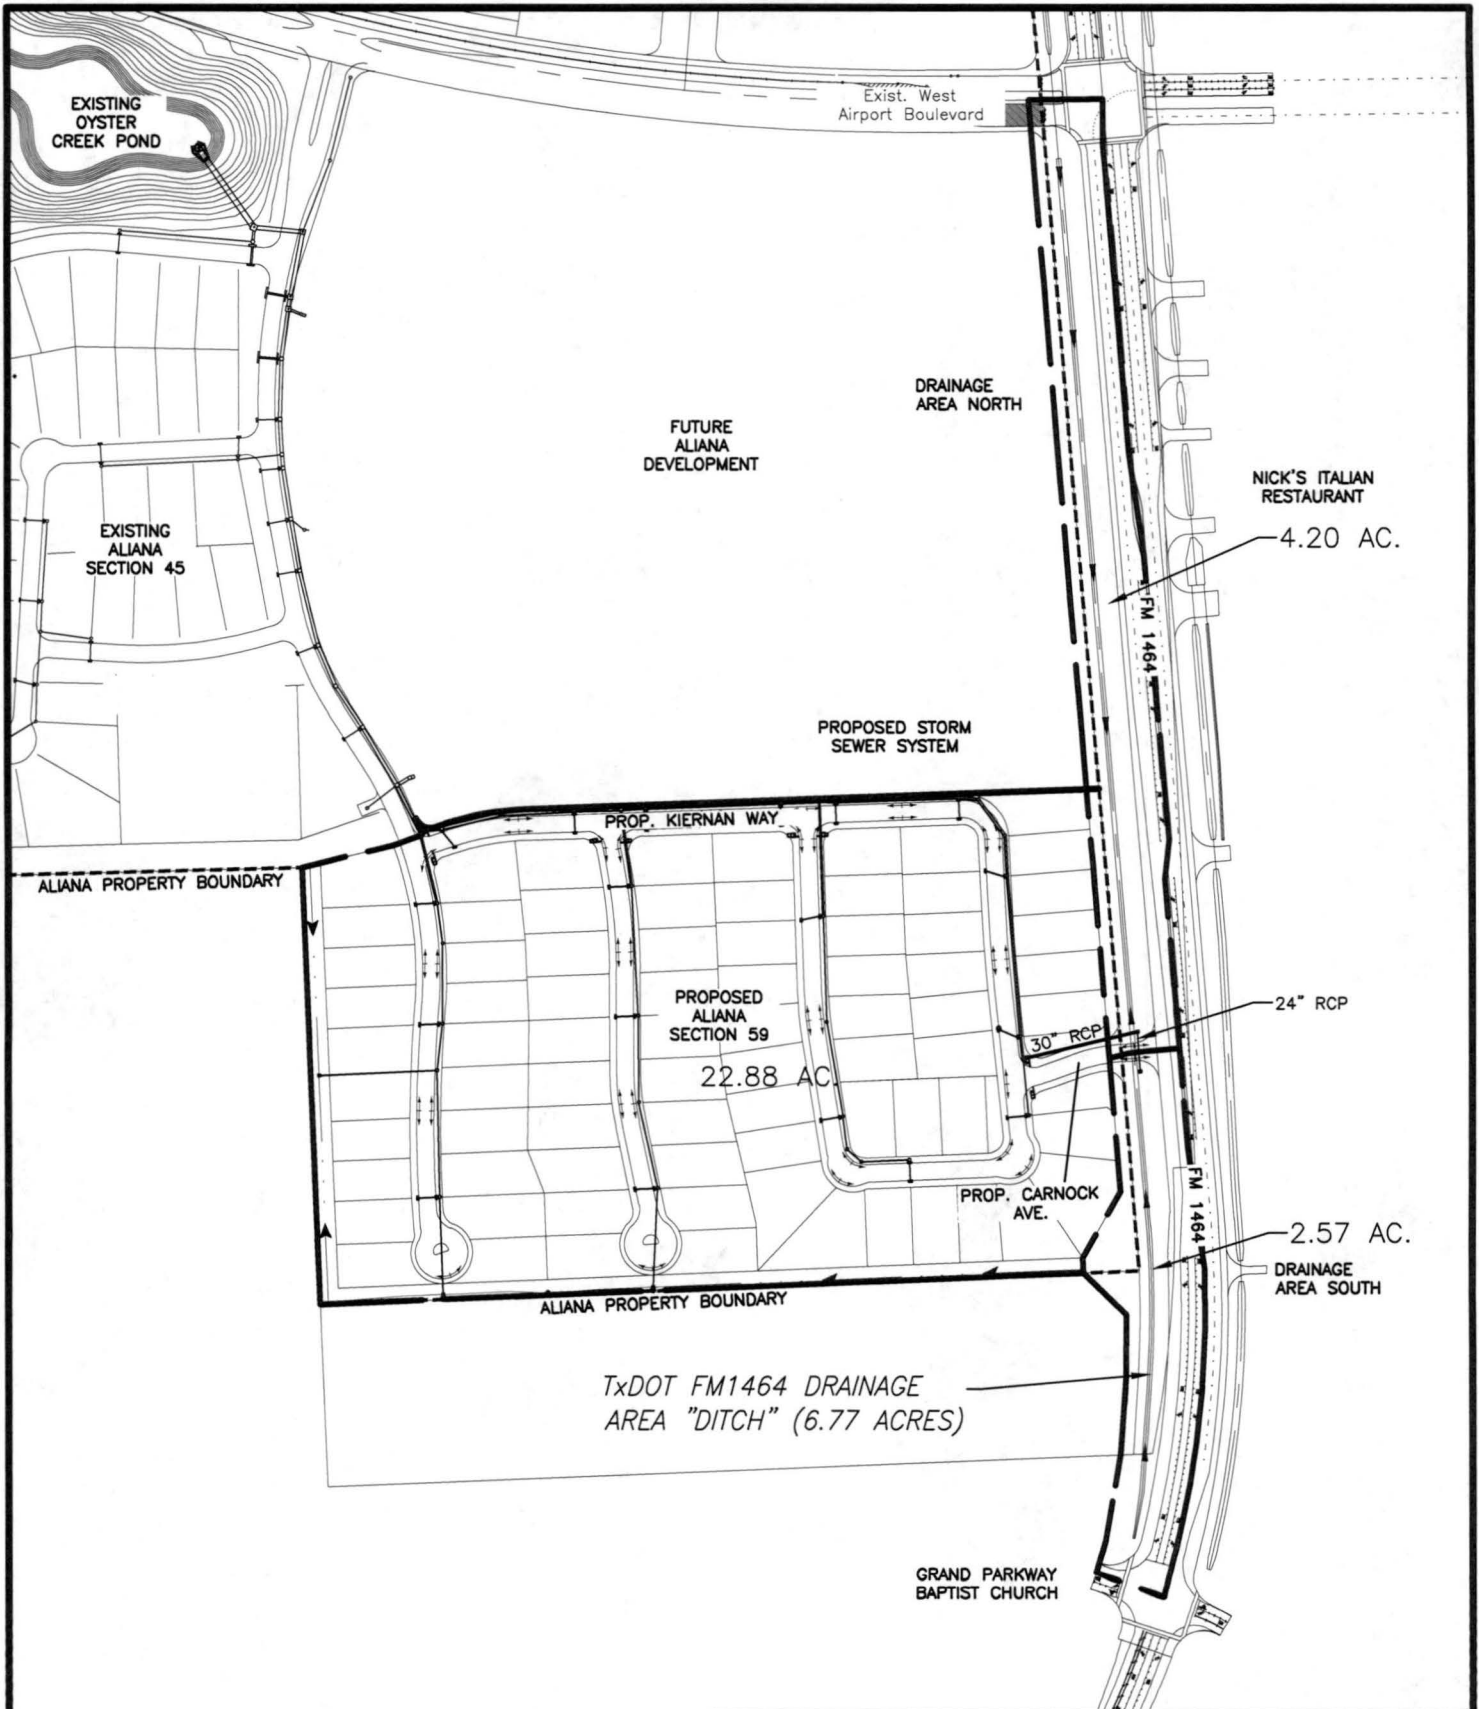 EXISTING
OYSTER
CREEK POND
Exist. West
Airport Boulevard
DRAINAGE
AREA NORTH
FUTURE
ALIANA
DEVELOPMENT
NICK'S ITALIAN
RESTAURANT
4.20 AC.
EXISTING
ALIANA
SECTION 45
FM 1464
PROPOSED STORM
SEWER SYSTEM
PROP. KIERNAN WAY
ALIANA PROPERTY BOUNDARY
PROPOSED
ALIANA
SECTION 59
22.88 AC.
24" RCP
30" RCP
PROP. CARNOCK
AVE.
FM 1464
2.57 AC.
DRAINAGE
AREA SOUTH
ALIANA PROPERTY BOUNDARY
TxDOT FM1464 DRAINAGE
AREA "DITCH" (6.77 ACRES)
GRAND PARKWAY
BAPTIST CHURCH